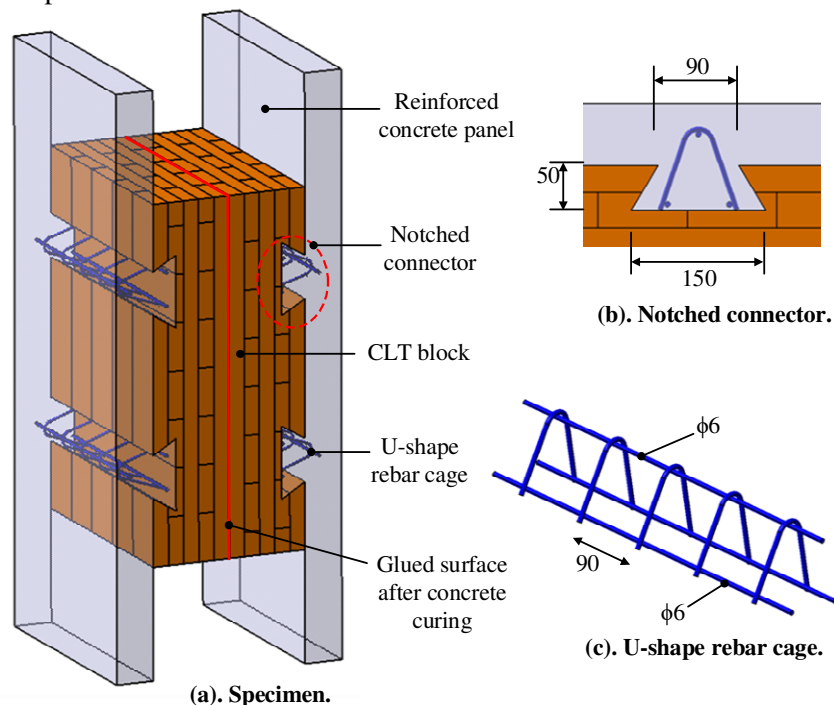 Reinforced
concrete panel
Notched
connector
CLT block
U-shape
rebar cage
Glued surface
after concrete
curing
(a). Specimen.
90
50
150
(b). Notched connector.
ϕ6
90
ϕ6
(c). U-shape rebar cage.